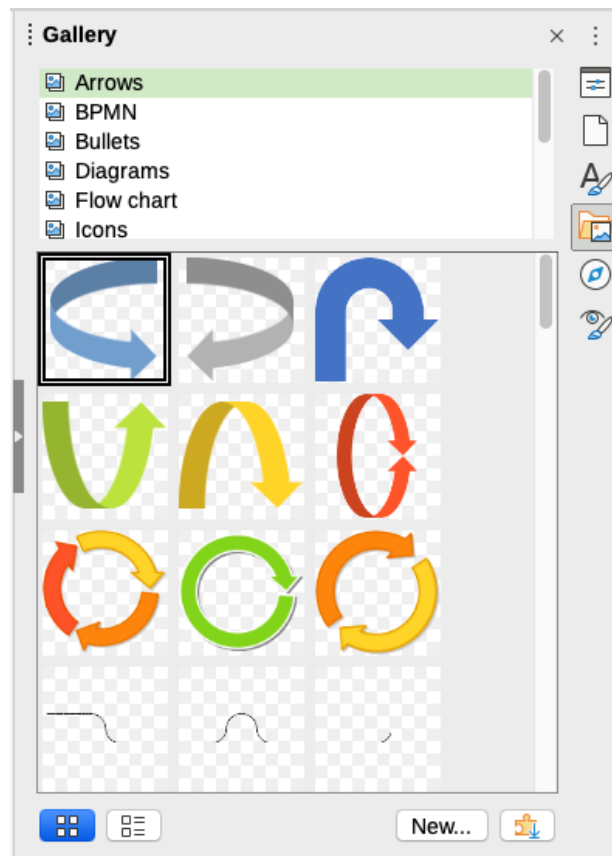 Gallery
Arrows
BPMN
Bullets
Diagrams
Flow chart
Icons
New...